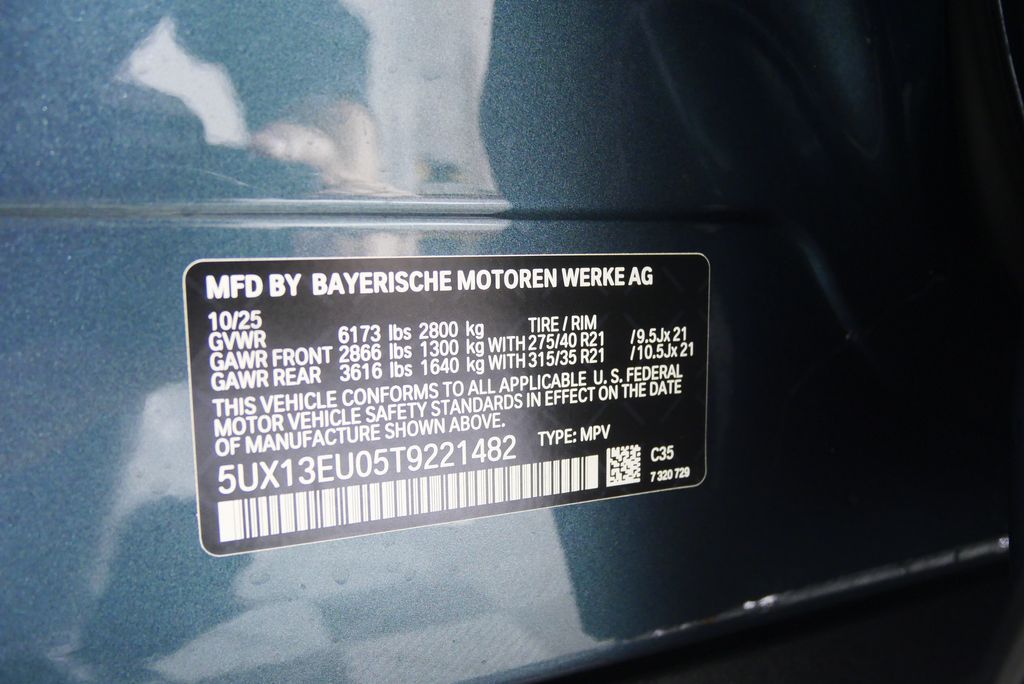 MFD BY BAYERISCHE MOTOREN WERKE AG
10/25 TIRE / RIM
GVWR 6173 lbs 2800 kg
GAWR FRONT 2866 lbs 1300 kg WITH 275/40 R21 /9.5Jx21
GAWR REAR 3616 lbs 1640 kg WITH 315/35 R21 /10.5Jx21
THIS VEHICLE CONFORMS TO ALL APPLICABLE U.S. FEDERAL
MOTOR VEHICLE SAFETY STANDARDS IN EFFECT ON THE DATE
OF MANUFACTURE SHOWN ABOVE.
TYPE: MPV
5UX13EU05T9221482
C35
7 320 729